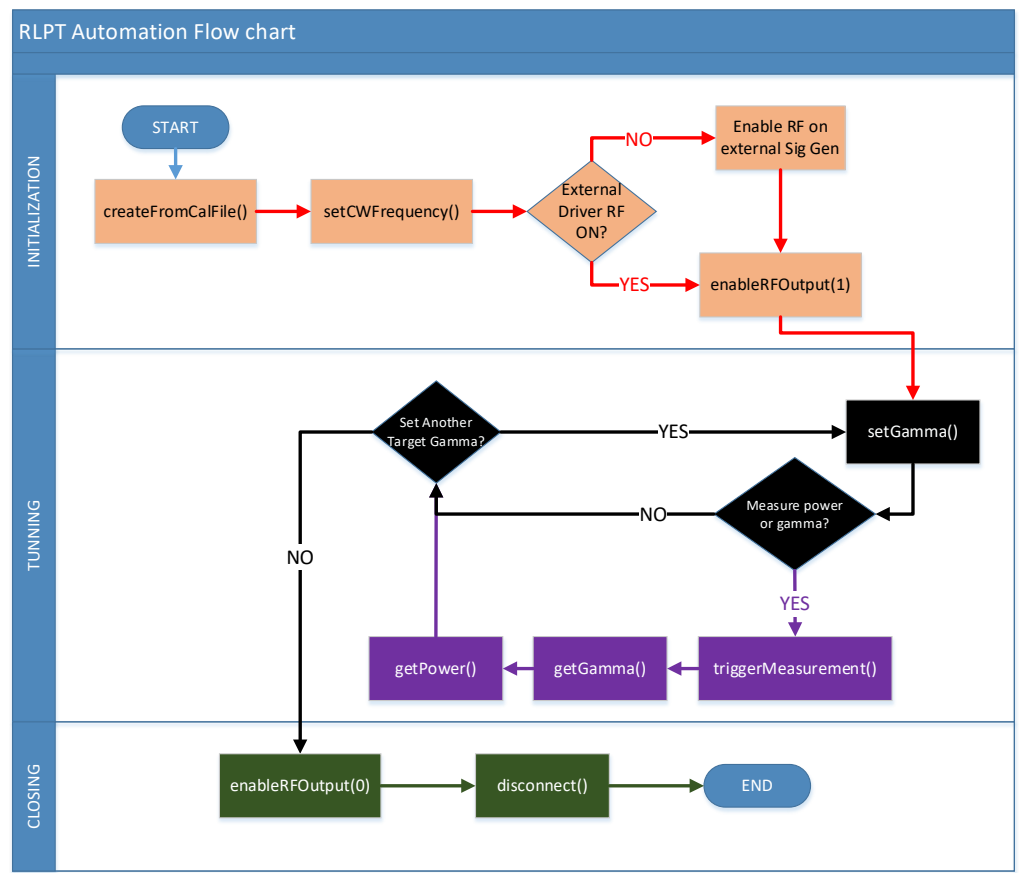 RLPT Automation Flow chart
INITIALIZATION
START
createFromCalFile()
setCWFrequency()
External
Driver RF
ON?
NO
Enable RF on
external Sig Gen
YES
enableRFOutput(1)
TUNNING
Set Another
Target Gamma?
YES
setGamma()
Measure power
or gamma?
NO
NO
YES
getPower()
getGamma()
triggerMeasurement()
CLOSING
enableRFOutput(0)
disconnect()
END